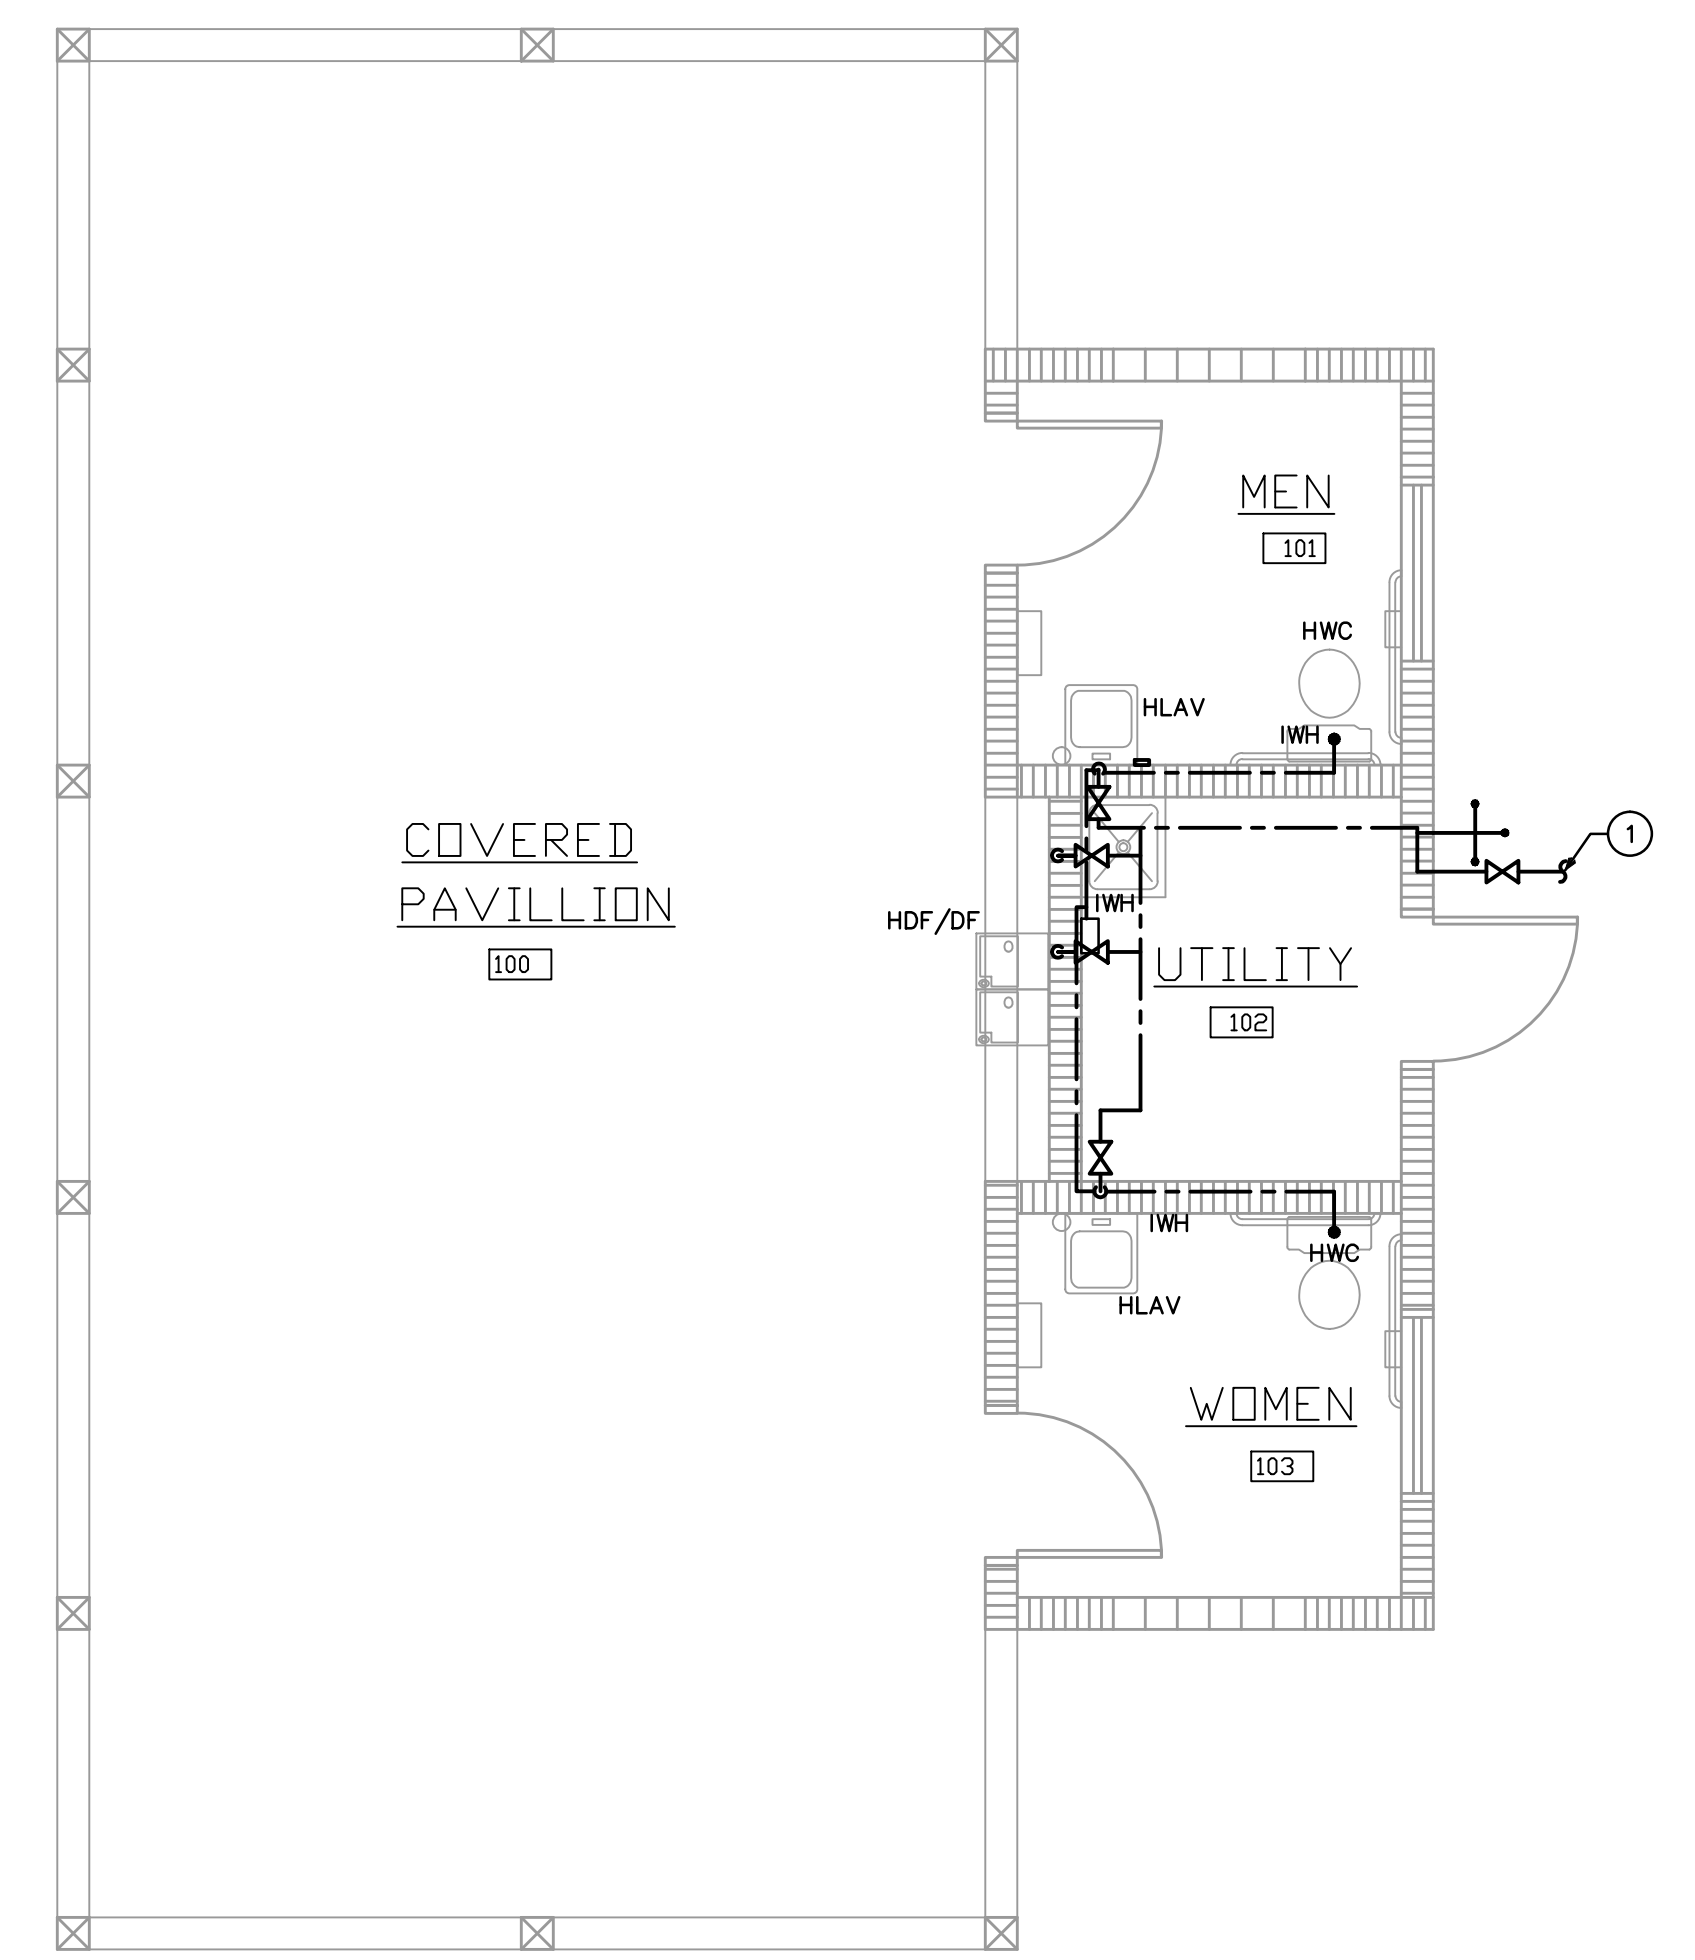 MEN
101
HWC
HLAV
IWH
COVERED
PAVILLION
100
1
IWH
HDF/DF
UTILITY
102
IWH
HWC
HLAV
WOMEN
103